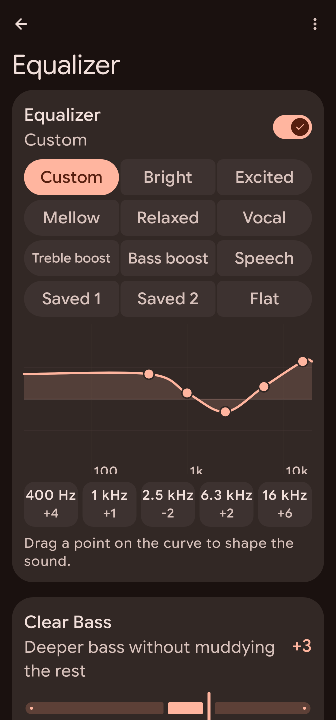 Equalizer
Equalizer
Custom
Custom
Bright
Excited
Mellow
Relaxed
Vocal
Treble boost
Bass boost
Speech
Saved 1
Saved 2
Flat
100
1k
10k
400 Hz
+4
1 kHz
+1
2.5 kHz
-2
6.3 kHz
+2
16 kHz
+6
Drag a point on the curve to shape the
sound.
Clear Bass
Deeper bass without muddying
the rest
+3